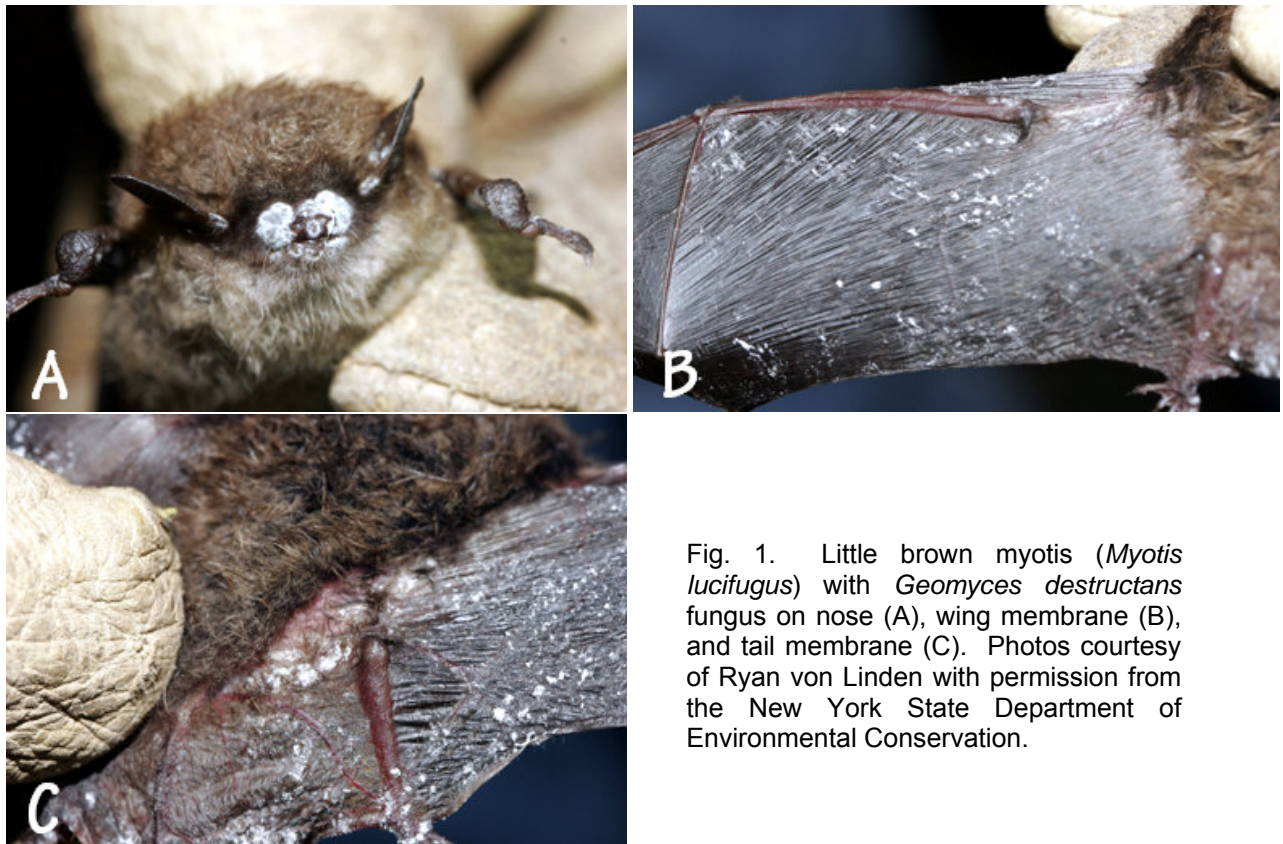 A
B
C
Fig. 1. Little brown myotis (Myotis
lucifugus) with Geomyces destructans
fungus on nose (A), wing membrane (B),
and tail membrane (C). Photos courtesy
of Ryan von Linden with permission from
the New York State Department of
Environmental Conservation.